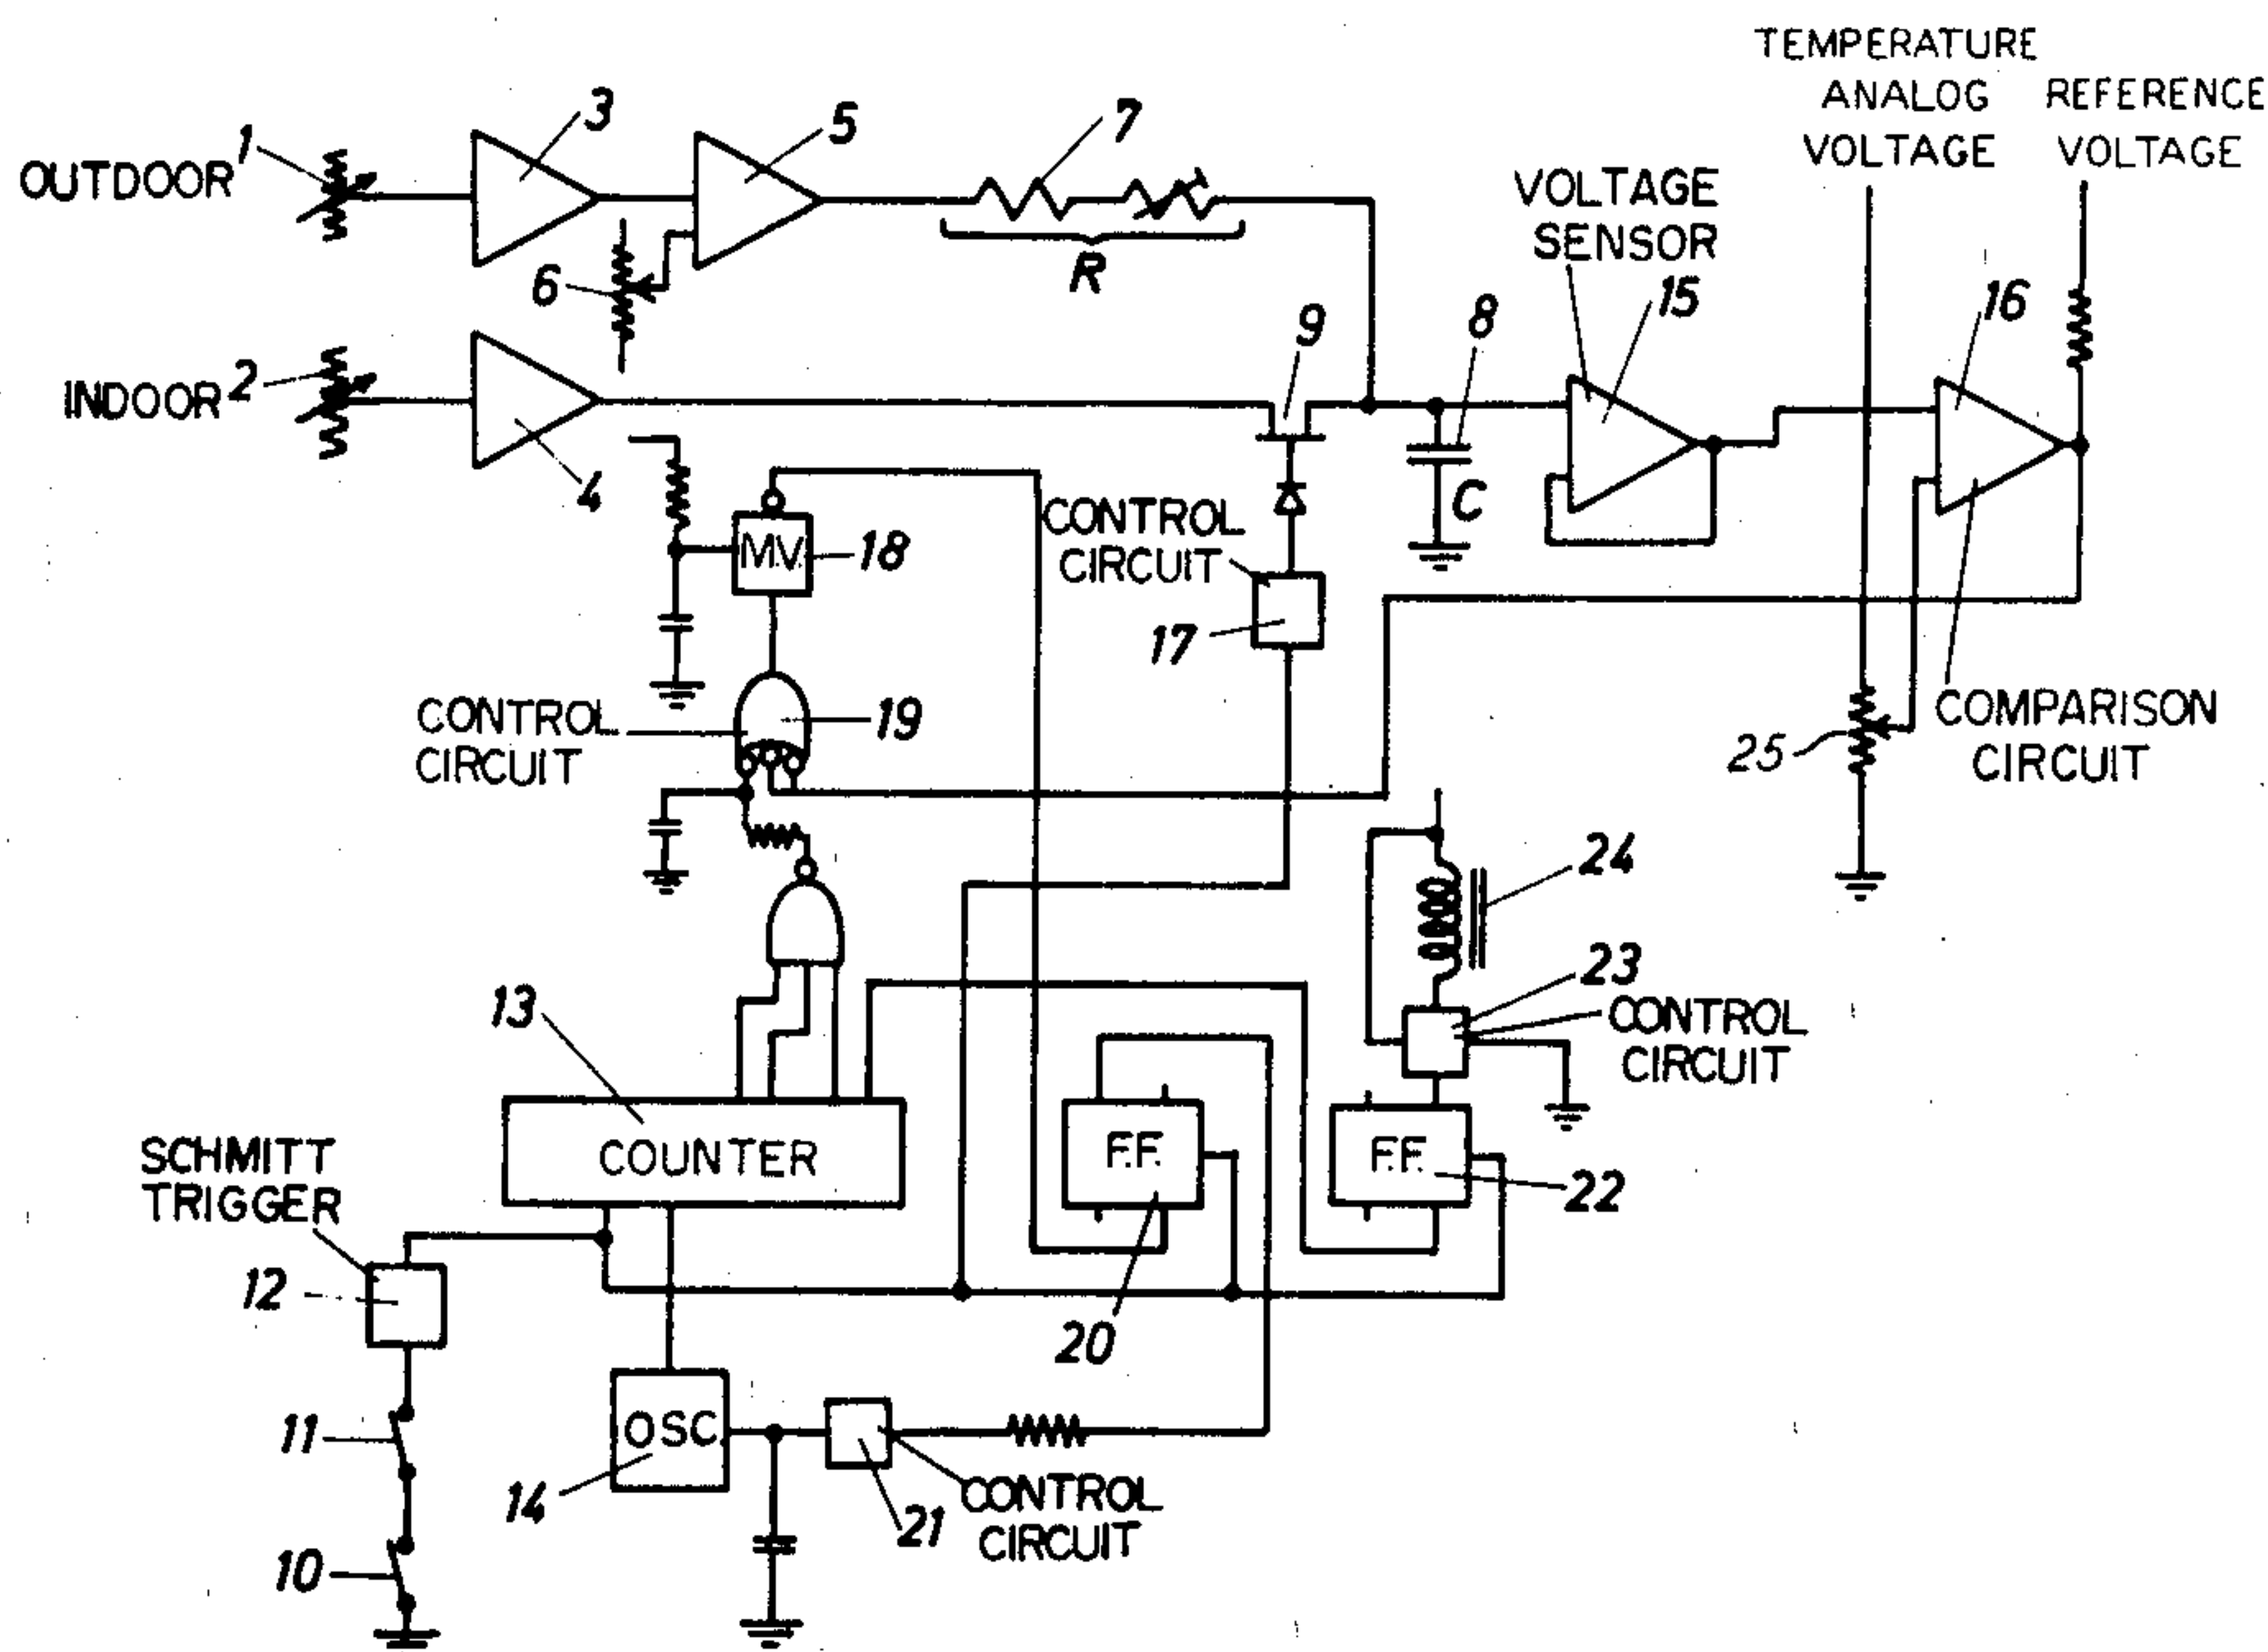 TEMPERATURE
ANALOG
VOLTAGE
REFERENCE
VOLTAGE
OUTDOOR
1
3
5
7
R
6
VOLTAGE
SENSOR
15
16
INDOOR
2
4
9
8
C
CONTROL
CIRCUIT
17
M.V.
18
CONTROL
CIRCUIT
19
25
COMPARISON
CIRCUIT
24
23
CONTROL
CIRCUIT
13
COUNTER
F.F.
F.F.
22
SCHMITT
TRIGGER
12
20
11
OSC.
14
21
CONTROL
CIRCUIT
10